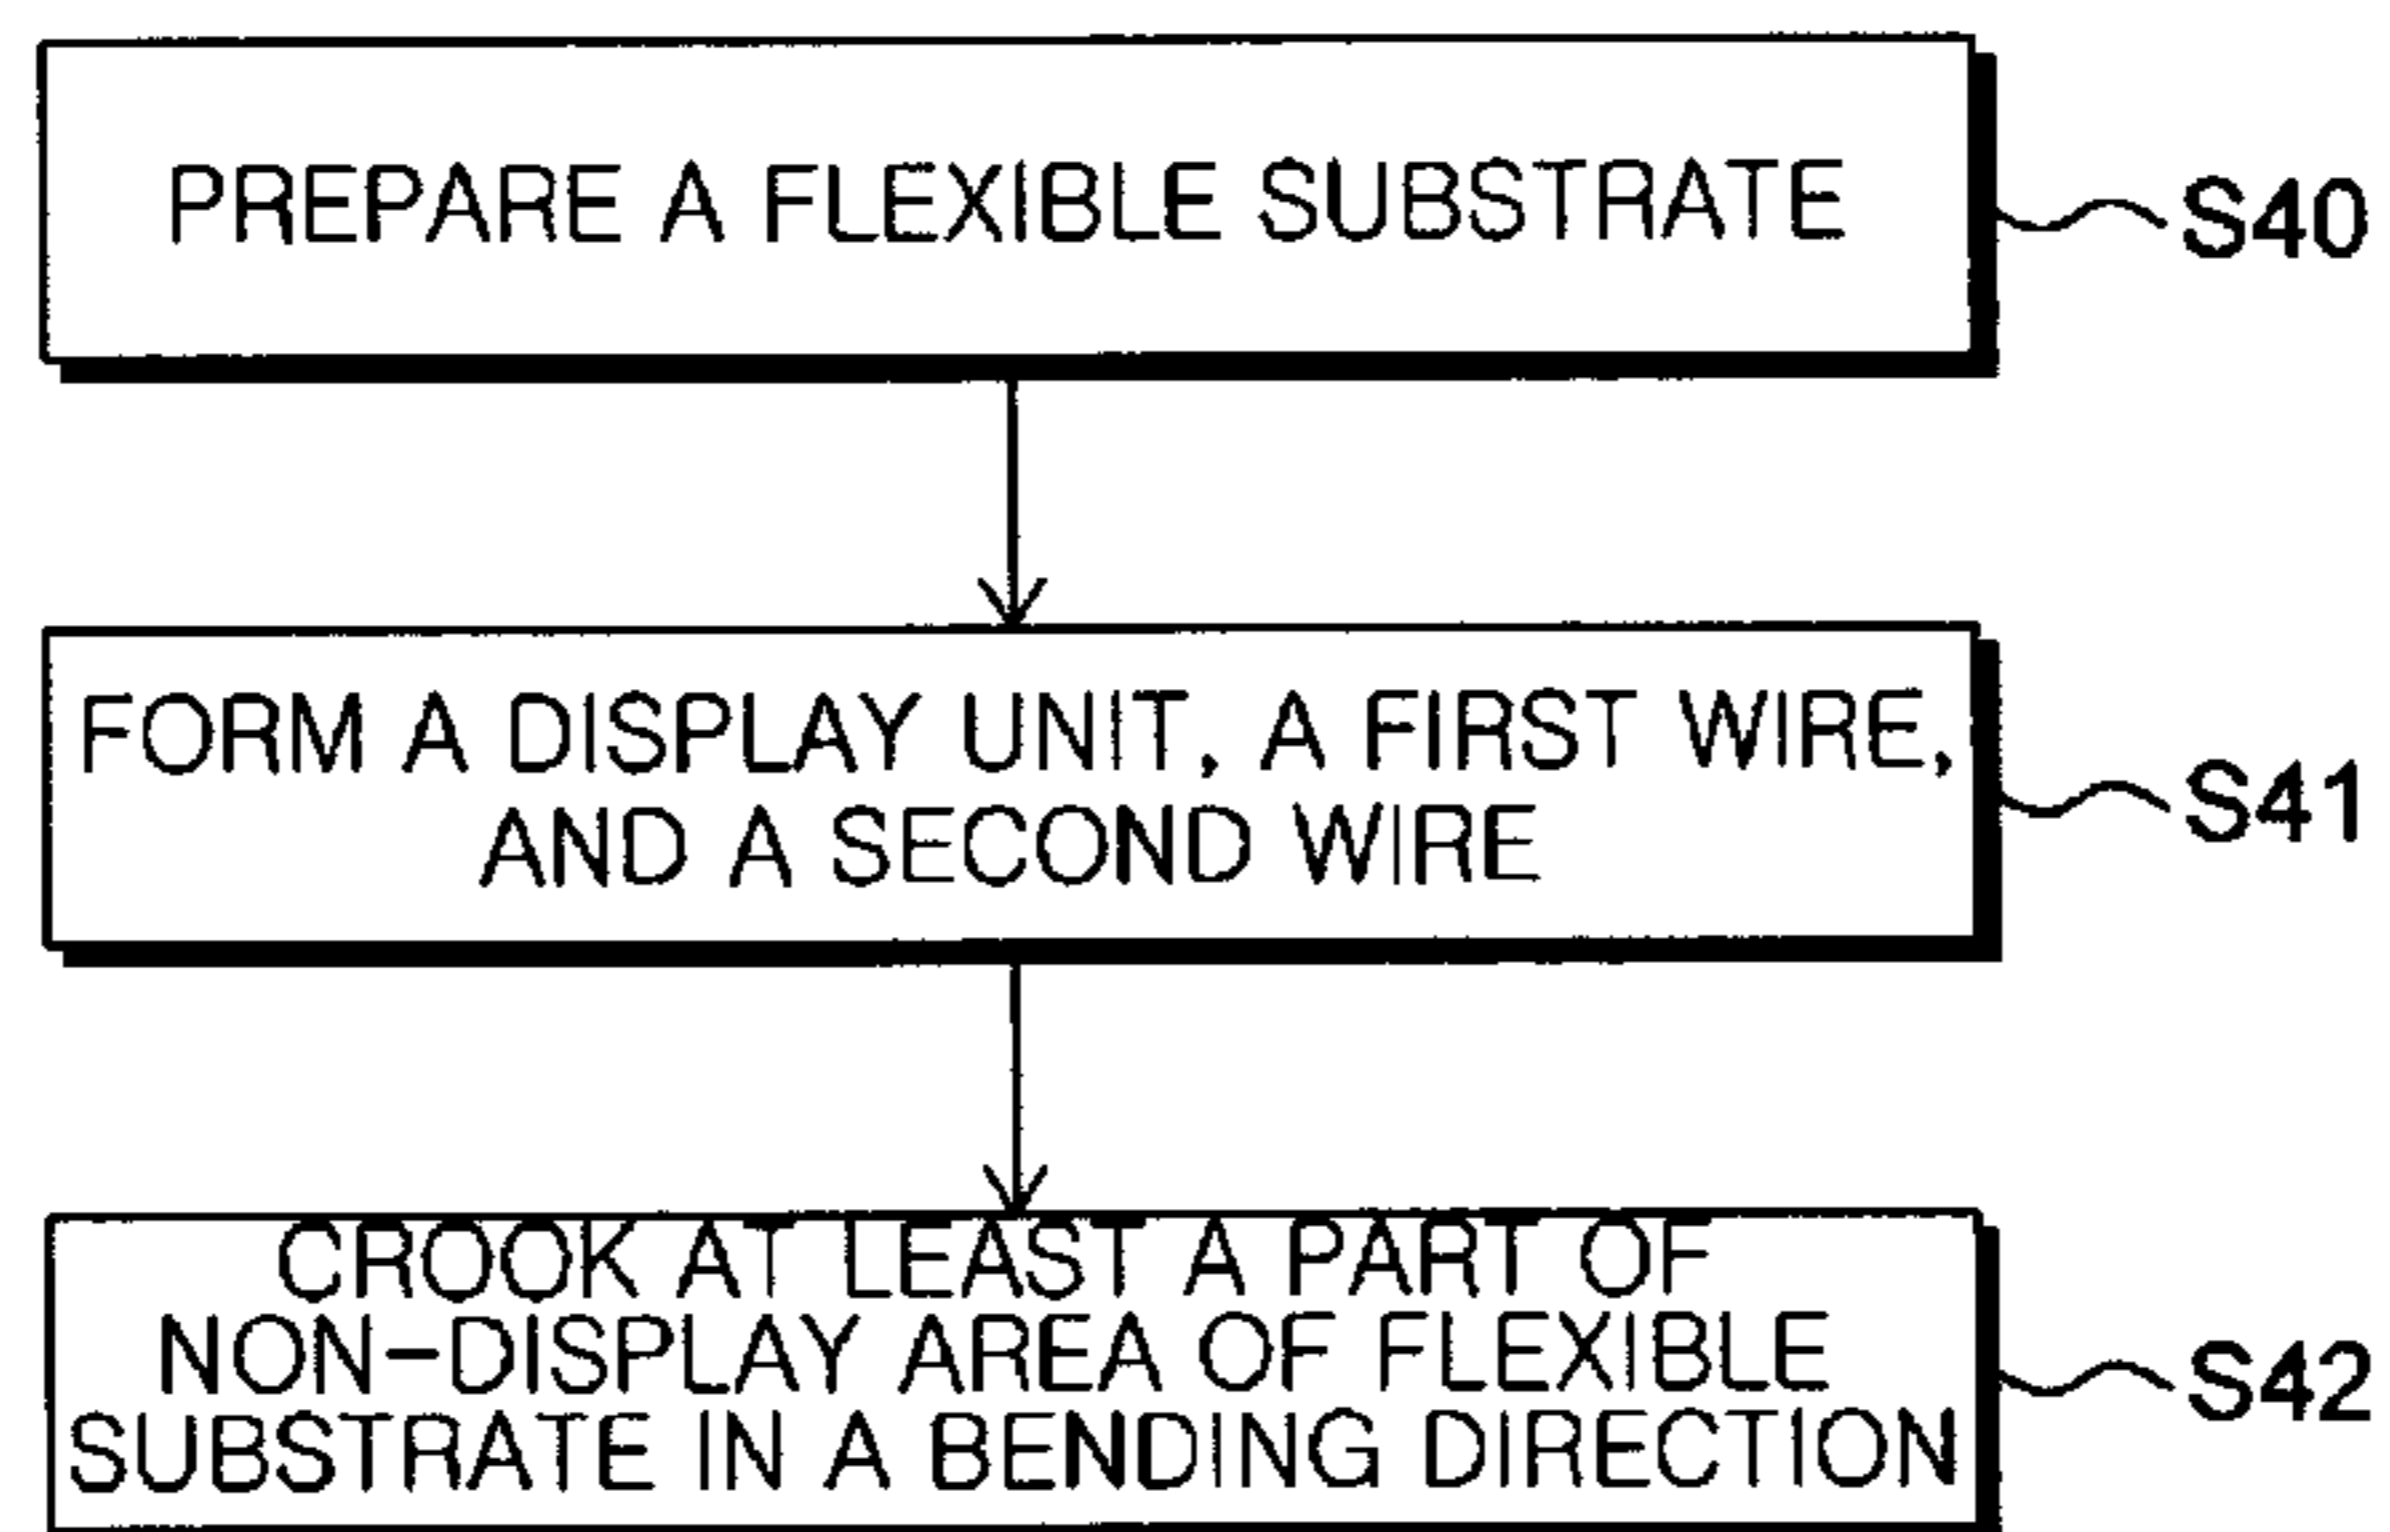 PREPARE A FLEXIBLE SUBSTRATE
S40
FORM A DISPLAY UNIT, A FIRST WIRE,
AND A SECOND WIRE
S41
CROOK AT LEAST A PART OF
NON-DISPLAY AREA OF FLEXIBLE
SUBSTRATE IN A BENDING DIRECTION
S42